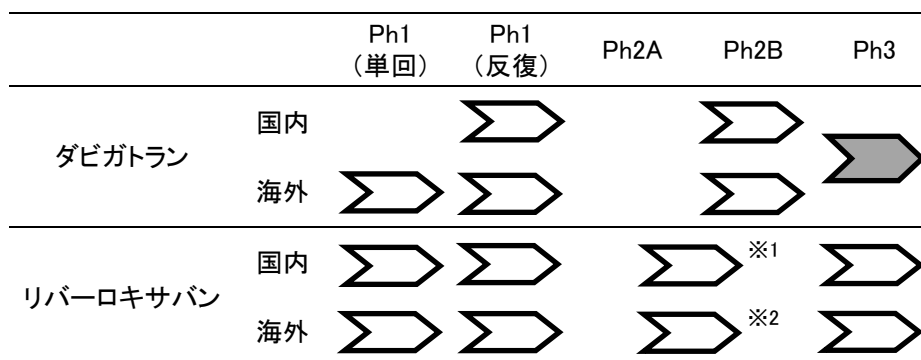 Ph1
(単回)
Ph1
(反復)
Ph2A
Ph2B
Ph3
ダビガトラン
国内
海外
リバーロキサバン
国内
※1
海外
※2